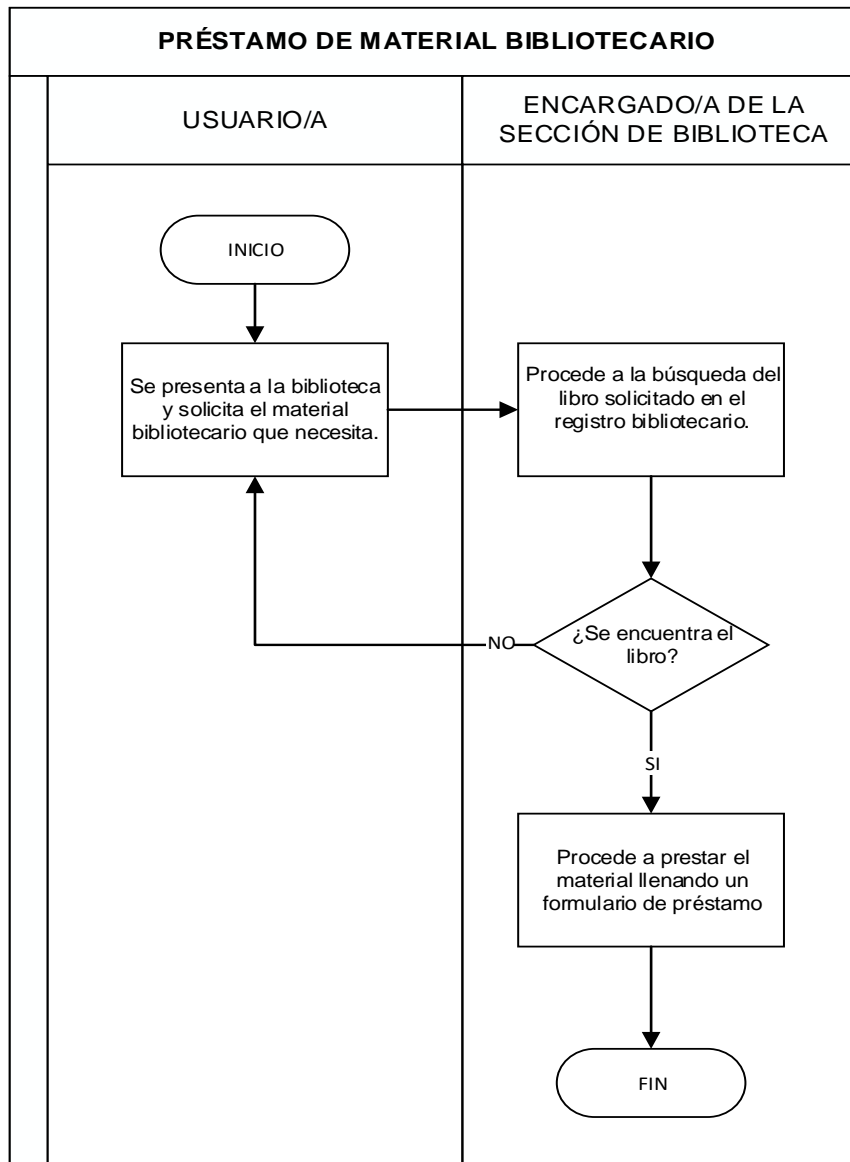 PRÉSTAMO DE MATERIAL BIBLIOTECARIO
USUARIO/A
ENCARGADO/A DE LA
SECCIÓN DE BIBLIOTECA
INICIO
Se presenta a la biblioteca
y solicita el material
bibliotecario que necesita.
Procede a la búsqueda del
libro solicitado en el
registro bibliotecario.
¿Se encuentra el
libro?
NO
SI
Procede a prestar el
material llenando un
formulario de préstamo
FIN